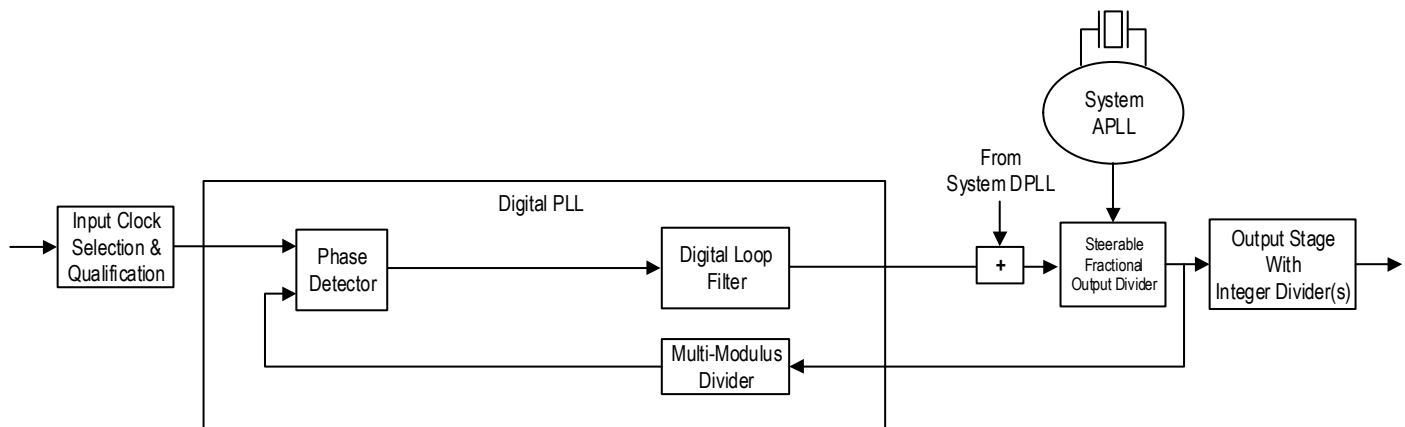 System
APLL
From
System DPLL
Digital PLL
Input Clock
Selection &
Qualification
Phase
Detector
Digital Loop
Filter
+
Steerable
Fractional
Output Divider
Output Stage
With
Integer Divider(s)
Multi-Modulus
Divider